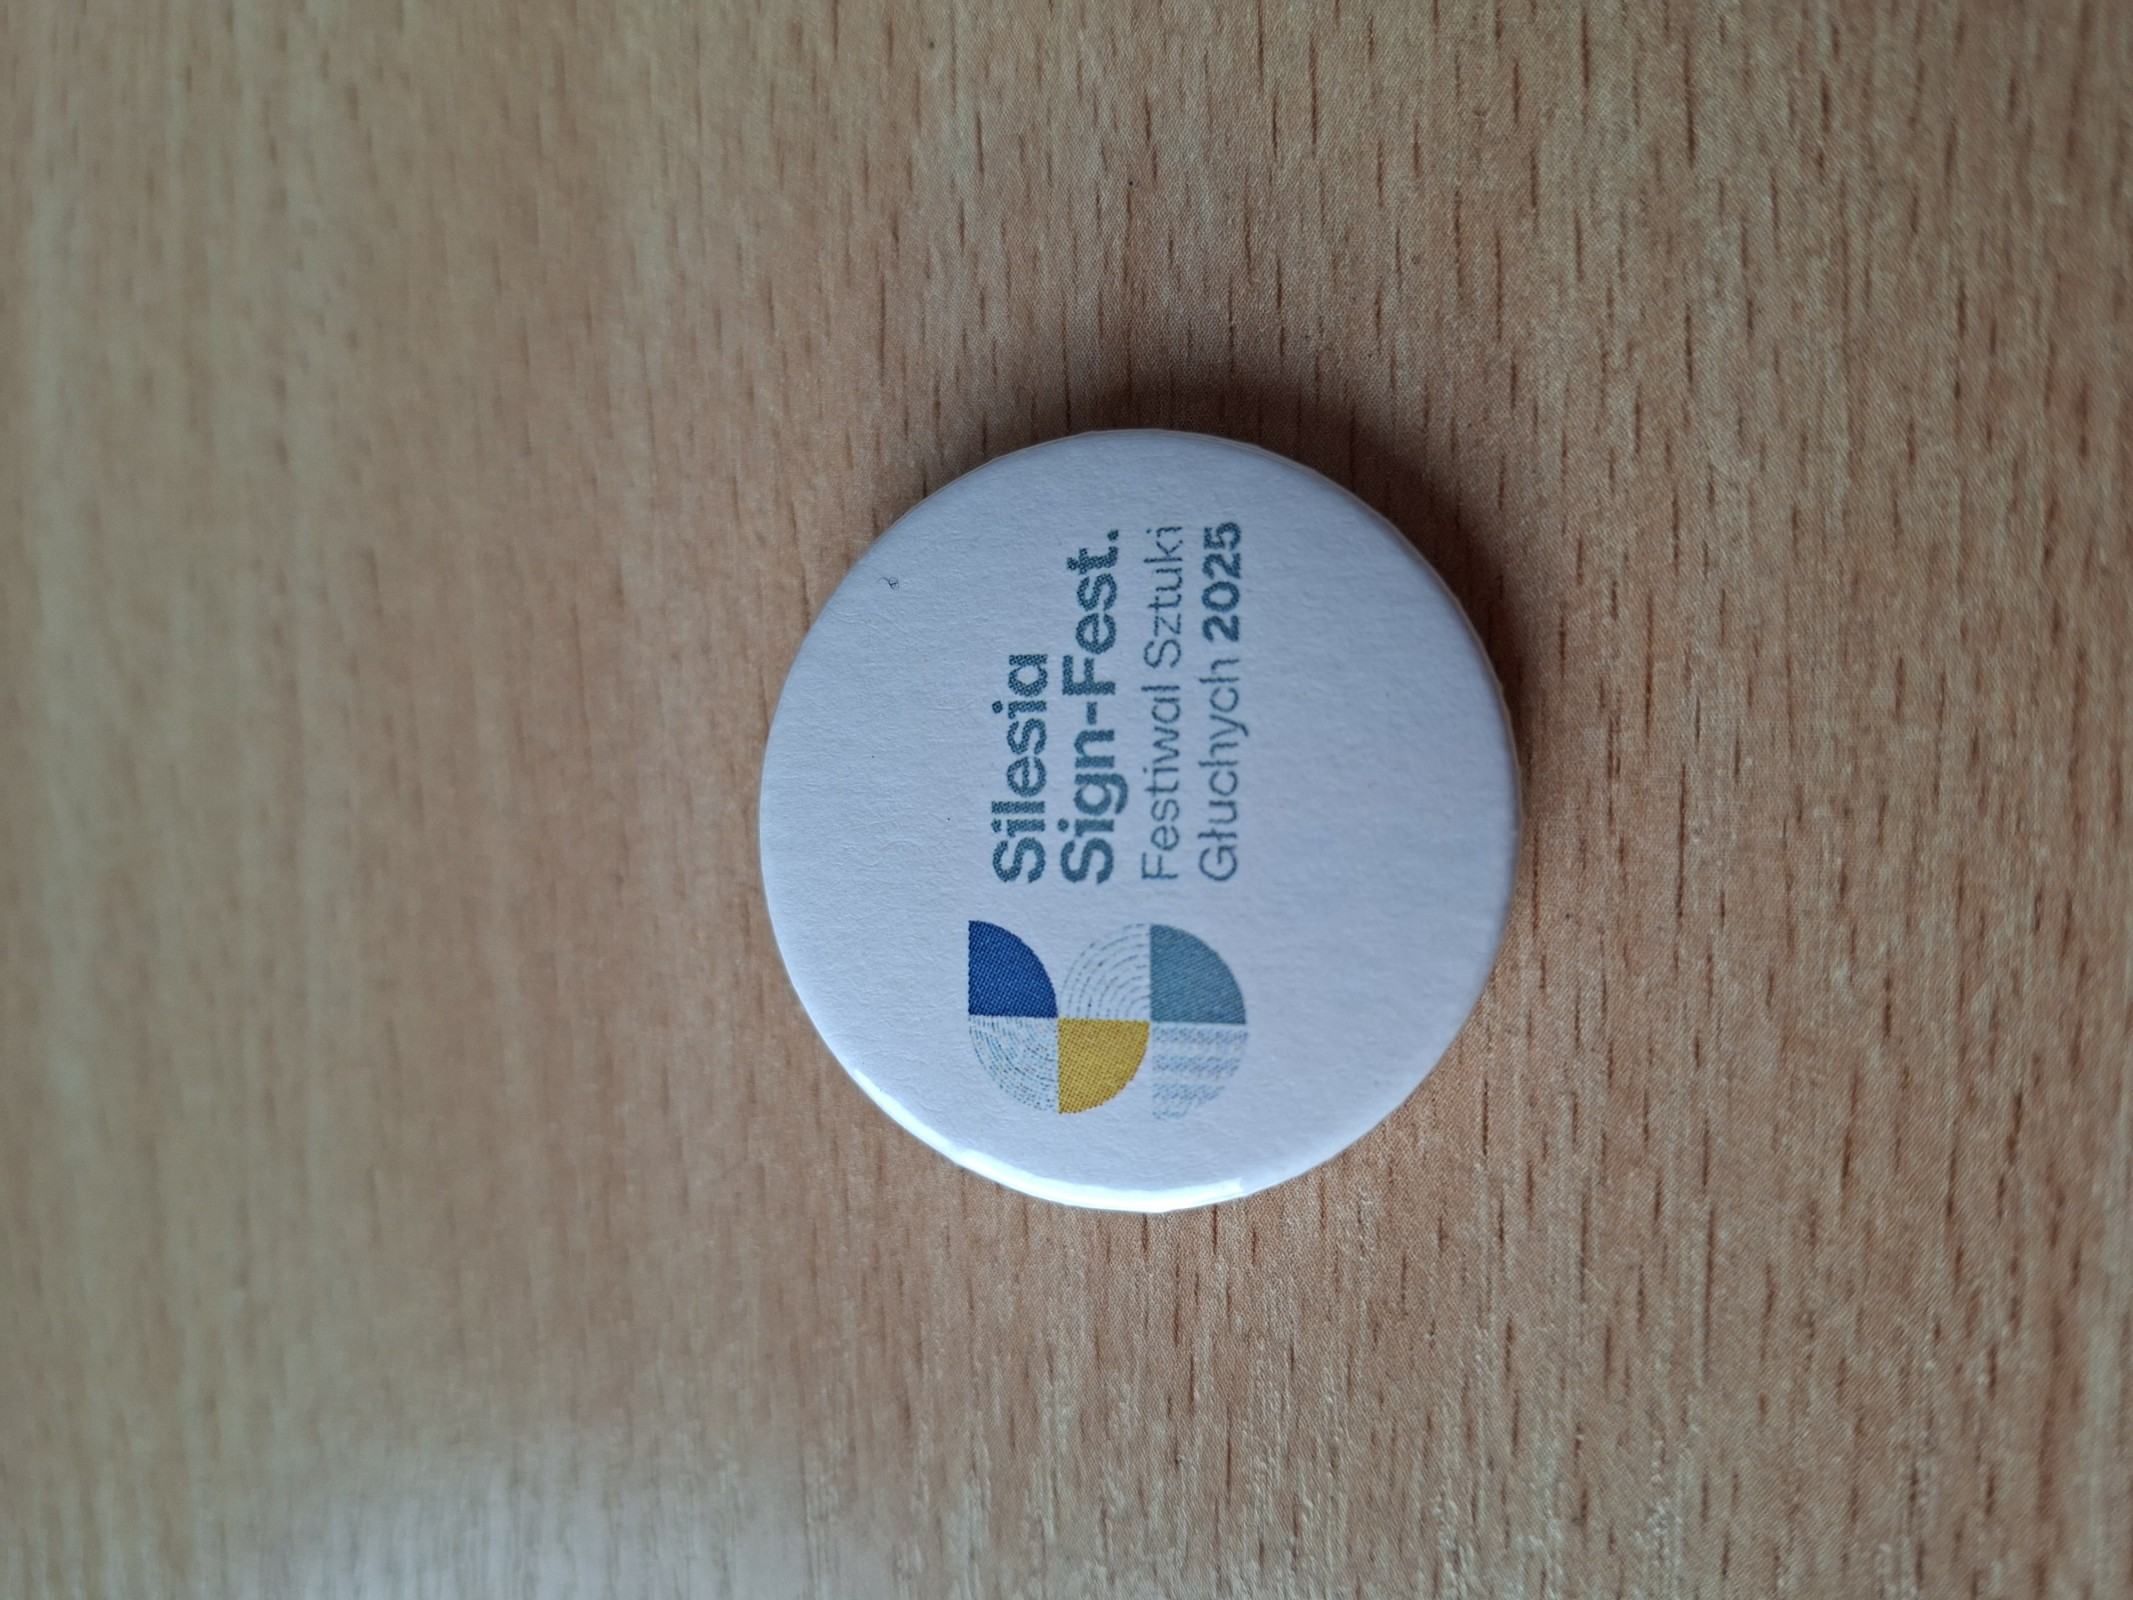 Silesia
Sign-Fest.
Festiwal Sztuki
Głuchych 2025